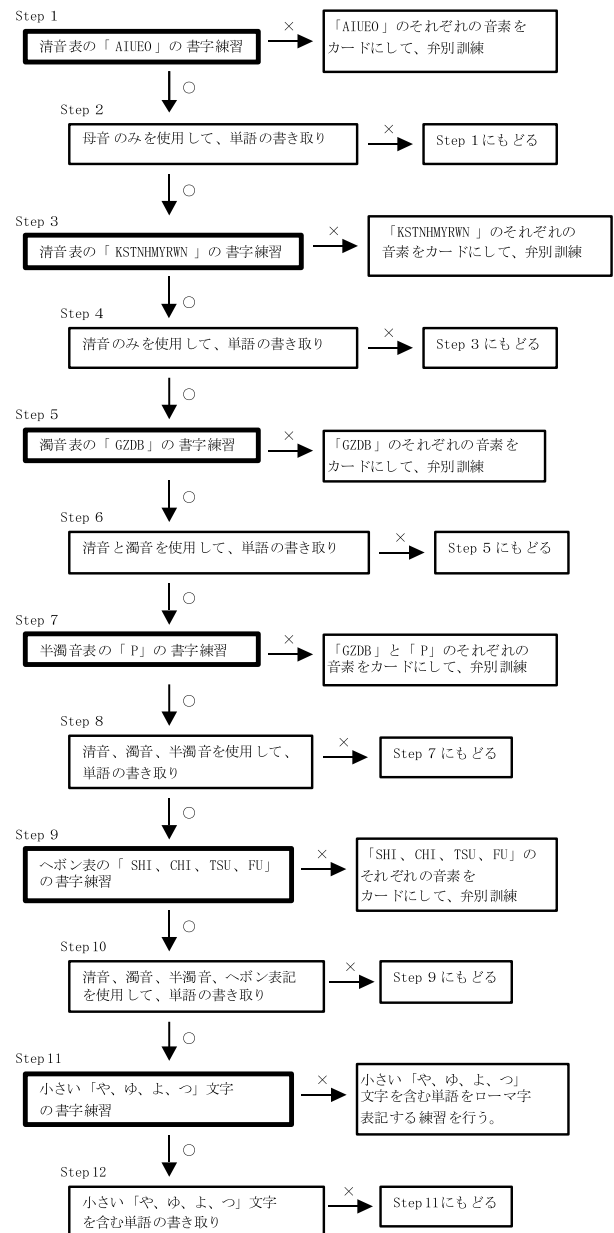 Step 1
清音表の「 AIUEO 」の 書字練習
×
「AIUEO 」のそれぞれの 音素を
カードにして、弁別訓練
○
Step 2
母音 のみを使用して、単語の書き取り
×
Step 1 にもどる
○
Step 3
清音表の「 KSTNHMYRWN 」の 書字練習
×
「KSTNHMYRWN 」のそれぞれの
音素をカードにして、弁別訓練
○
Step 4
清音のみを使用して、単語の書き取り
×
Step 3 にもどる
○
Step 5
濁音表の「 GZDB 」の 書字練習
×
「GZDB 」のそれぞれの音素を
カードにして、弁別訓練
○
Step 6
清音と濁音を使用して、単語の書き取り
×
Step 5 にもどる
○
Step 7
半濁音表の「 P」の 書字練習
×
「GZDB 」と「 P」のそれぞれの
音素をカードにして、弁別訓練
○
Step 8
清音、濁音、半濁音を使用して、
単語の書き取り
×
Step 7 にもどる
○
Step 9
ヘボン表の「 SHI 、CHI 、TSU 、FU」
の書字練習
×
「SHI 、CHI 、TSU 、FU」の
それぞれの音素を
カードにして、弁別訓練
○
Step10
清音、濁音、半濁音、ヘボン表記
を使用して、単語の書き取り
×
Step 9 にもどる
○
Step11
小さい「や、ゆ、よ、つ」文字
の書字練習
×
小さい「や、ゆ、よ、つ」
文字を含む単語をローマ字
表記する練習を行う。
○
Step12
小さい「や、ゆ、よ、つ」文字
を含む単語の書き取り
×
Step11にもどる